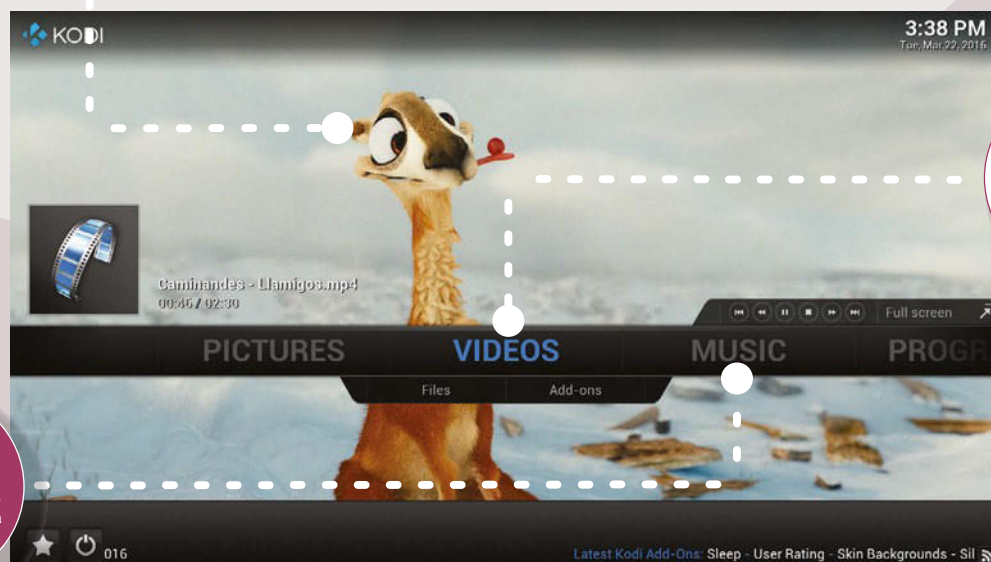 KODI
3:38 PM
Tue, Mar 22, 2016
Caminandes - Llamigos.mp4
00:46 / 02:30
Full screen
PICTURES VIDEOS MUSIC PROGR
Files Add-ons
016
Latest Kodi Add-Ons: Sleep - User Rating - Skin Backgrounds - Sil